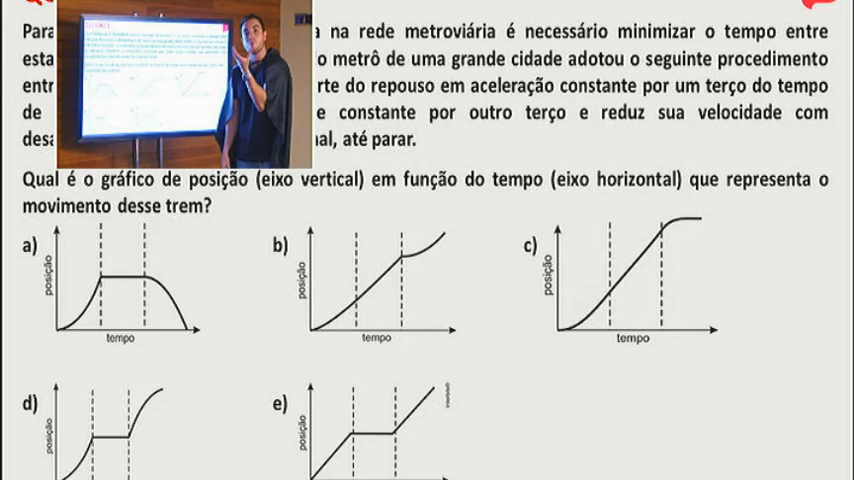 Para
a na rede metroviária é necessário minimizar o tempo entre
esta
o metrô de uma grande cidade adotou o seguinte procedimento
entr
rte do repouso em aceleração constante por um terço do tempo
de
e constante por outro terço e reduz sua velocidade com
desa
al, até parar.
Qual é o gráfico de posição (eixo vertical) em função do tempo (eixo horizontal) que representa o
movimento desse trem?
a)
posição
tempo
b)
posição
tempo
c)
posição
tempo
d)
posição
e)
posição